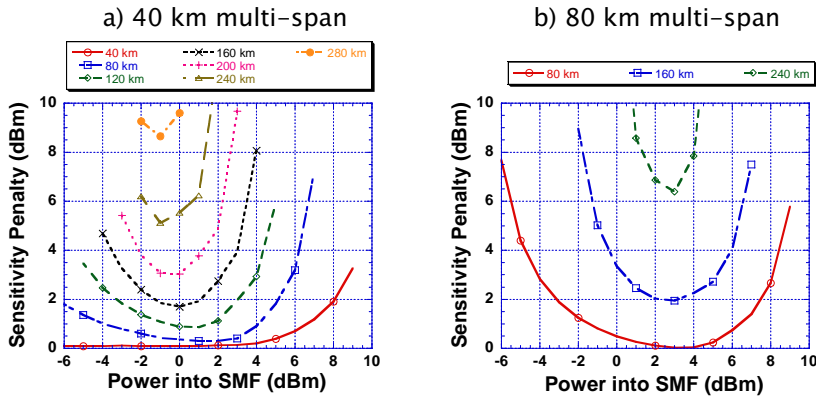 a) 40 km multi-span
40 km
80 km
120 km
160 km
200 km
240 km
280 km
10
8
6
4
2
0
-6 -4 -2 0 2 4 6 8 10
Sensitivity Penalty (dBm)
Power into SMF (dBm)
b) 80 km multi-span
80 km
160 km
240 km
10
8
6
4
2
0
-6 -4 -2 0 2 4 6 8 10
Sensitivity Penalty (dBm)
Power into SMF (dBm)